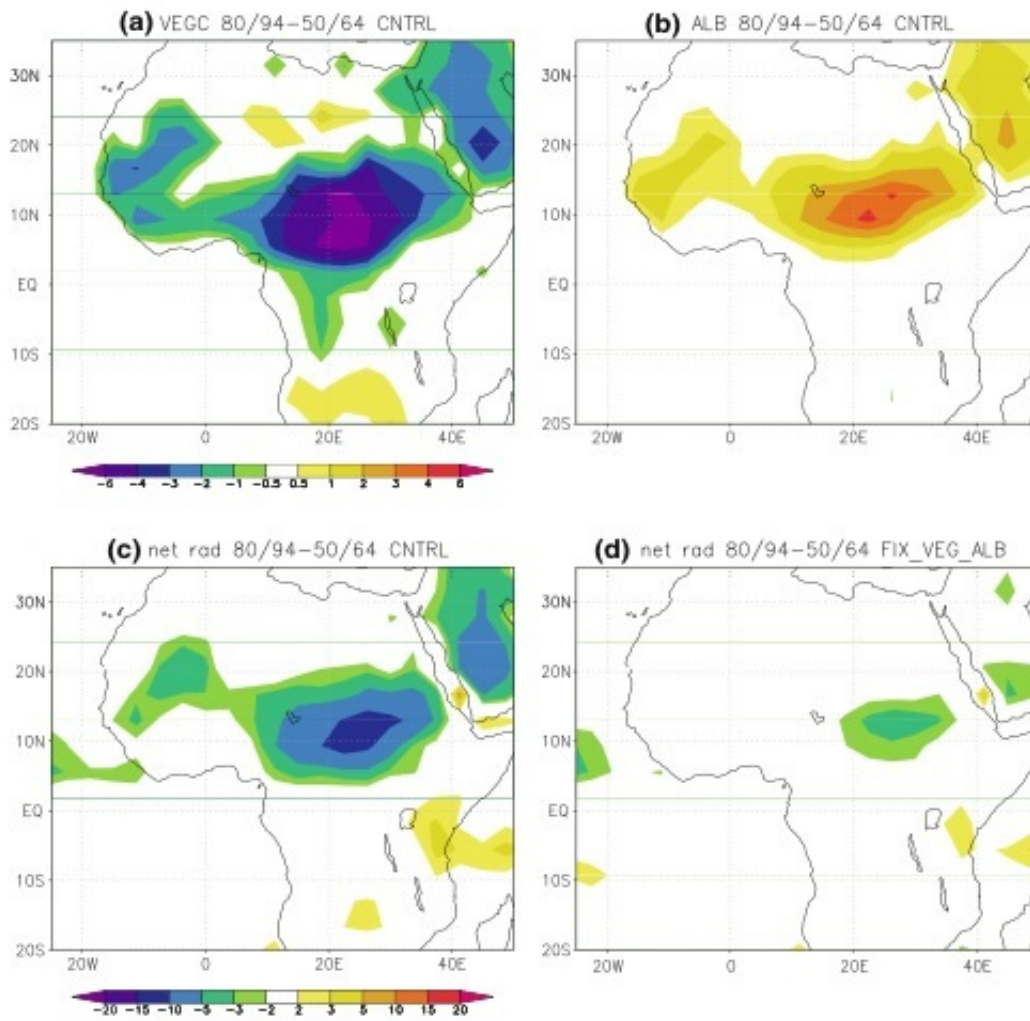 (a) VEGC 80/94-50/64 CNTRL
(b) ALB 80/94-50/64 CNTRL
30N
20N
10N
EQ
10S
20S
20W 0 20E 40E
30N
20N
10N
EQ
10S
20S
20W 0 20E 40E
-6 -4 -3 -2 -1 -0.5 0.5 1 2 3 4 6
(c) net rad 80/94-50/64 CNTRL
(d) net rad 80/94-50/64 FIX_VEG_ALB
30N
20N
10N
EQ
10S
20S
20W 0 20E 40E
30N
20N
10N
EQ
10S
20S
20W 0 20E 40E
-20 -15 -10 -5 -3 -2 2 3 5 10 15 20